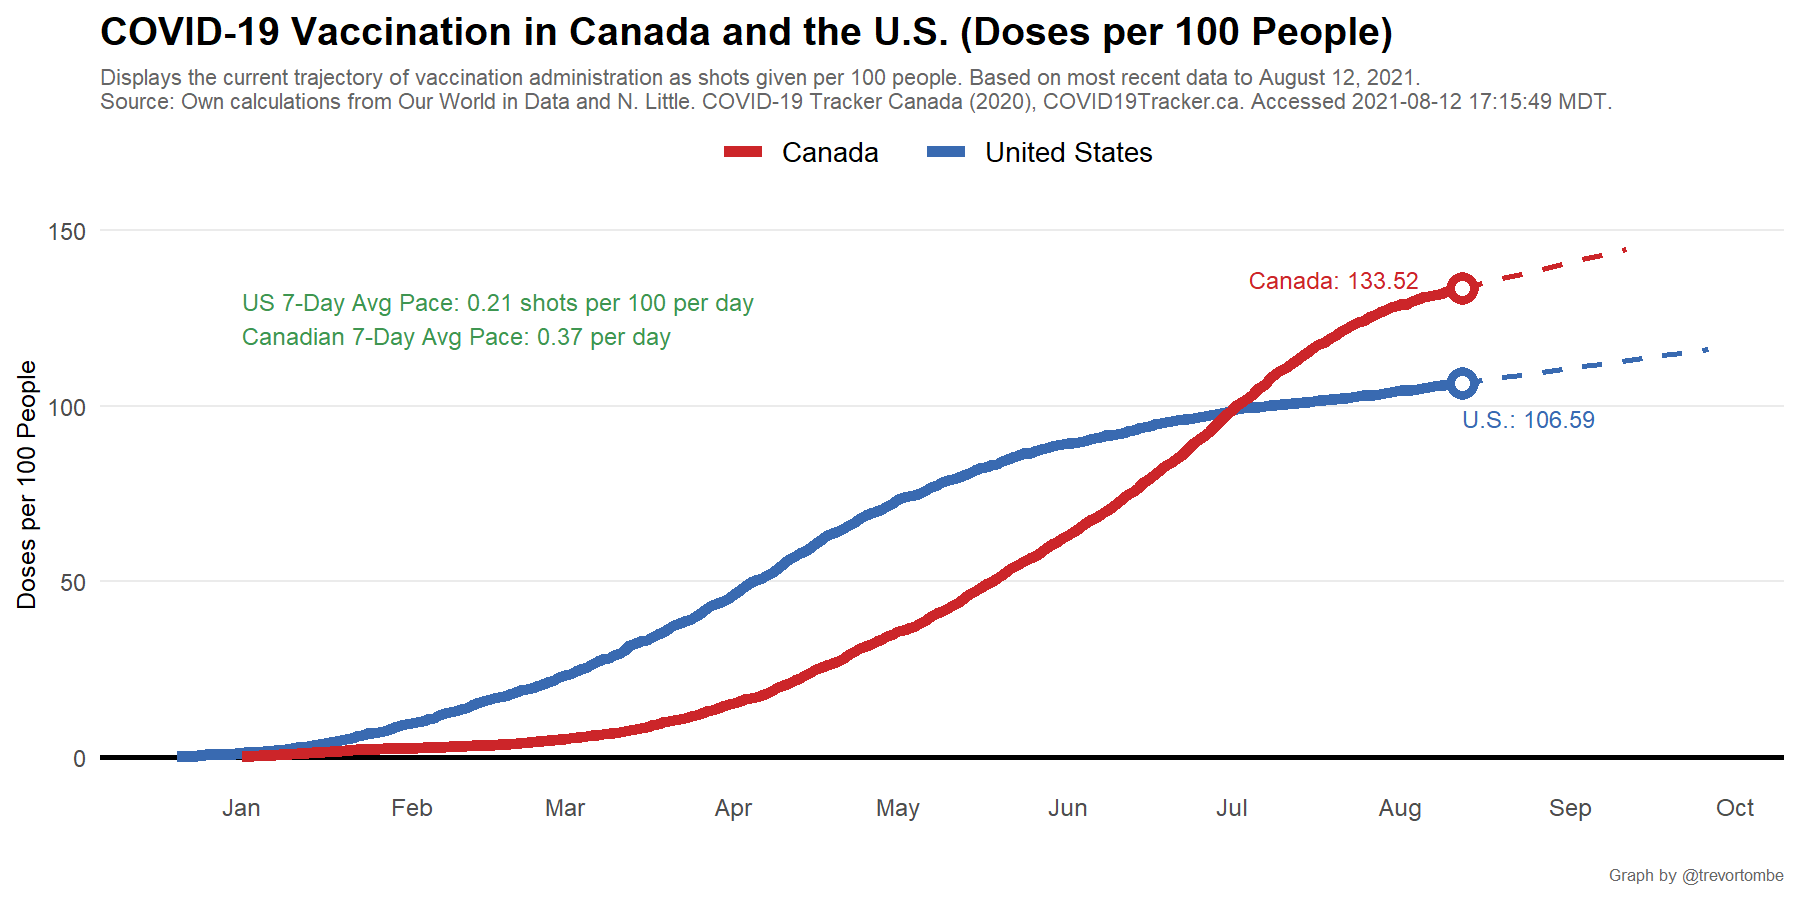 COVID-19 Vaccination in Canada and the U.S. (Doses per 100 People)
Displays the current trajectory of vaccination administration as shots given per 100 people. Based on most recent data to August 12, 2021.
Source: Own calculations from Our World in Data and N. Little. COVID-19 Tracker Canada (2020), COVID19Tracker.ca. Accessed 2021-08-12 17:15:49 MDT.
Canada United States
150
Canada: 133.52
US 7-Day Avg Pace: 0.21 shots per 100 per day
Canadian 7-Day Avg Pace: 0.37 per day
Doses per 100 People
100
U.S.: 106.59
50
0
Jan Feb Mar Apr May Jun Jul Aug Sep Oct
Graph by @trevortombe